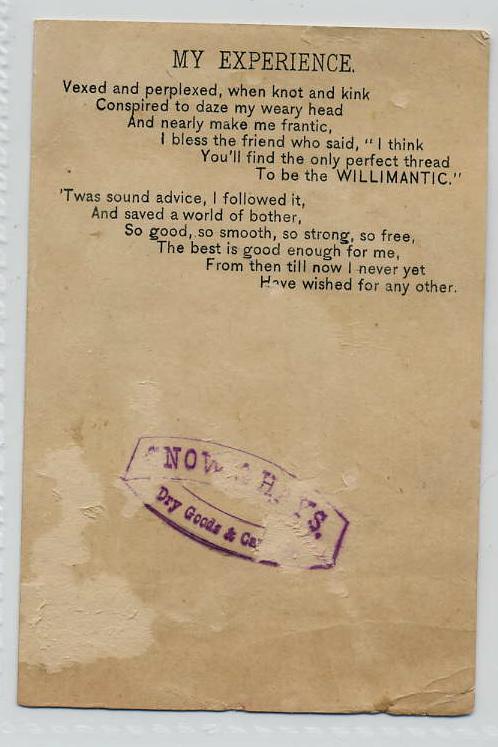 MY EXPERIENCE.
Vexed and perplexed, when knot and kink
Conspired to daze my weary head
And nearly make me frantic,
I bless the friend who said, "I think
You'll find the only perfect thread
To be the WILLIMANTIC."
'Twas sound advice, I followed it,
And saved a world of bother,
So good, so smooth, so strong, so free,
The best is good enough for me,
From then till now I never yet
Have wished for any other.
Dry Goods &